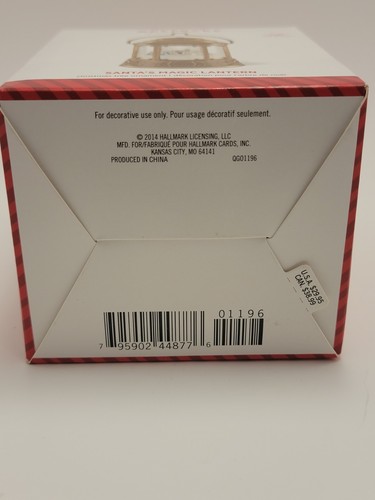 SANTA'S MAGIC LANTERN
For decorative use only. Pour usage décoratif seulement.
© 2014 HALLMARK LICENSING, LLC
MFD. FOR/FABRIQUÉ POUR HALLMARK CARDS, INC.
KANSAS CITY, MO 64141
PRODUCED IN CHINA QGO1196
U.S.A. $29.95
CAN. $38.99
01196
7 95902 44877 6